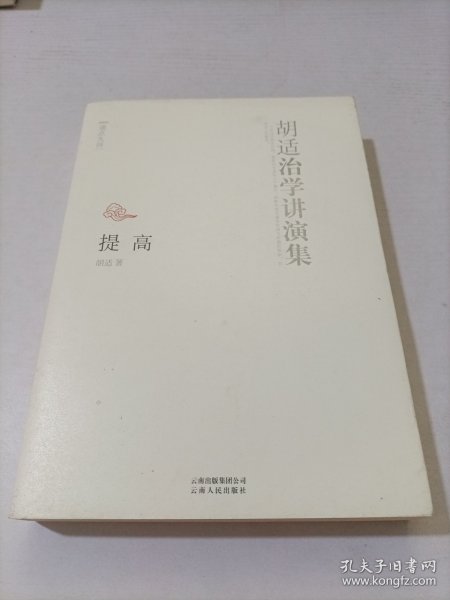 胡适治学讲演集
提高
胡适 著
云南出版集团公司
云南人民出版社
孔夫子旧书网
www.kongfz.com